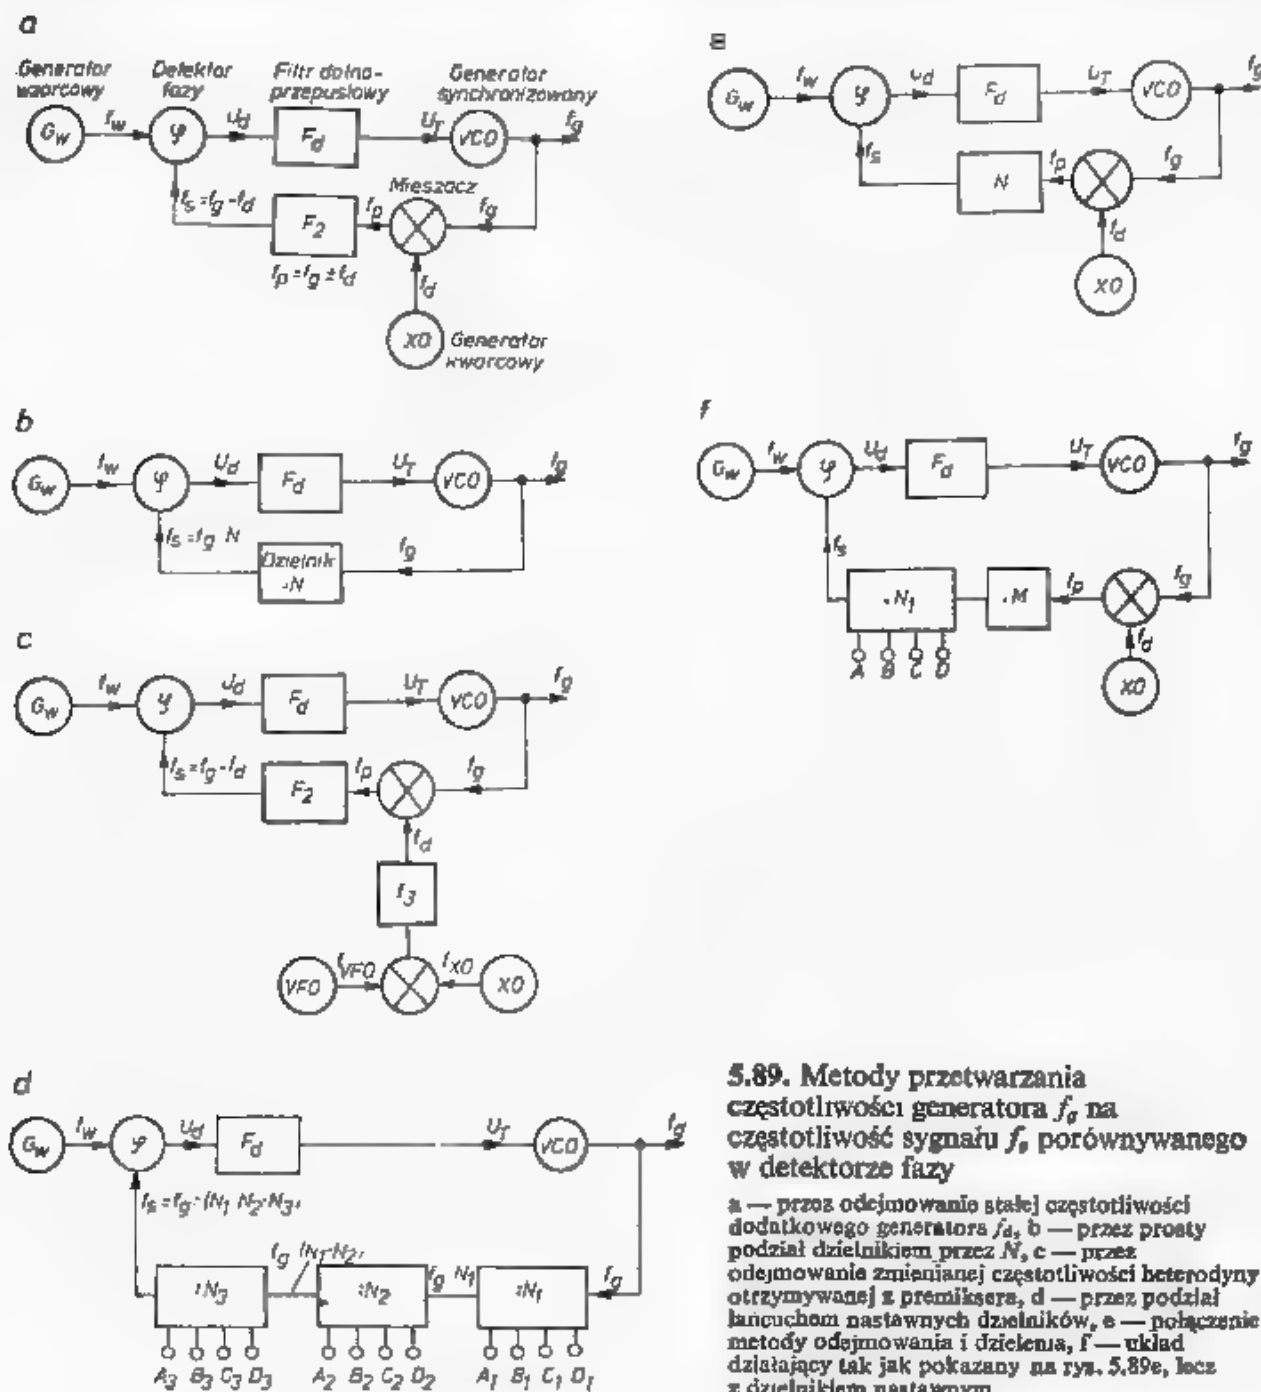 a
Generator wzorcowy
Detektor fazy
Filtr dolno-przepustowy
Generator synchronizowany
G_w
f_w
φ
U_d
F_d
U_T
VCO
f_g
f_s = f_g - f_d
F_2
f_p
Mieszacz
f_g
f_p = f_g ± f_d
f_d
XO
Generator kwarcowy
b
G_w
f_w
φ
U_d
F_d
U_T
VCO
f_g
f_s = f_g N
Dzielnik
:N
f_g
c
G_w
f_w
φ
U_d
F_d
U_T
VCO
f_g
f_s = f_g - f_d
F_2
f_p
f_g
f_d
f_3
VFO
f_VFO
f_XO
XO
d
G_w
f_w
φ
U_d
F_d
U_T
VCO
f_d
f_s = f_g - (N_1 N_2 · N_3)
:N_3
f_g (N_1·N_2)
:N_2
f_g N_1
:N_1
f_g
A_3 B_3 C_3 D_3
A_2 B_2 C_2 D_2
A_1 B_1 C_1 D_1
e
G_w
f_w
φ
U_d
F_d
U_T
VCO
f_g
f_s
N
f_p
f_g
f_d
XO
f
G_w
f_w
φ
U_d
F_d
U_T
VCO
f_g
f_s
:N_1
:M
f_p
f_g
A B C D
f_d
XO
5.89. Metody przetwarzania
częstotliwości generatora f_g na
częstotliwość sygnału f_s porównywanego
w detektorze fazy
a — przez odejmowanie stałej częstotliwości
dodatkowego generatora f_d, b — przez prosty
podział dzielnikiem przez N, c — przez
odejmowanie zmienianej częstotliwości heterodyny
otrzymywanej z premiksera, d — przez podział
łańcuchem nastawnych dzielników, e — połączenie
metody odejmowania i dzielenia, f — układ
działający tak jak pokazany na rys. 5.89e, lecz
z dzielnikiem nastawnym